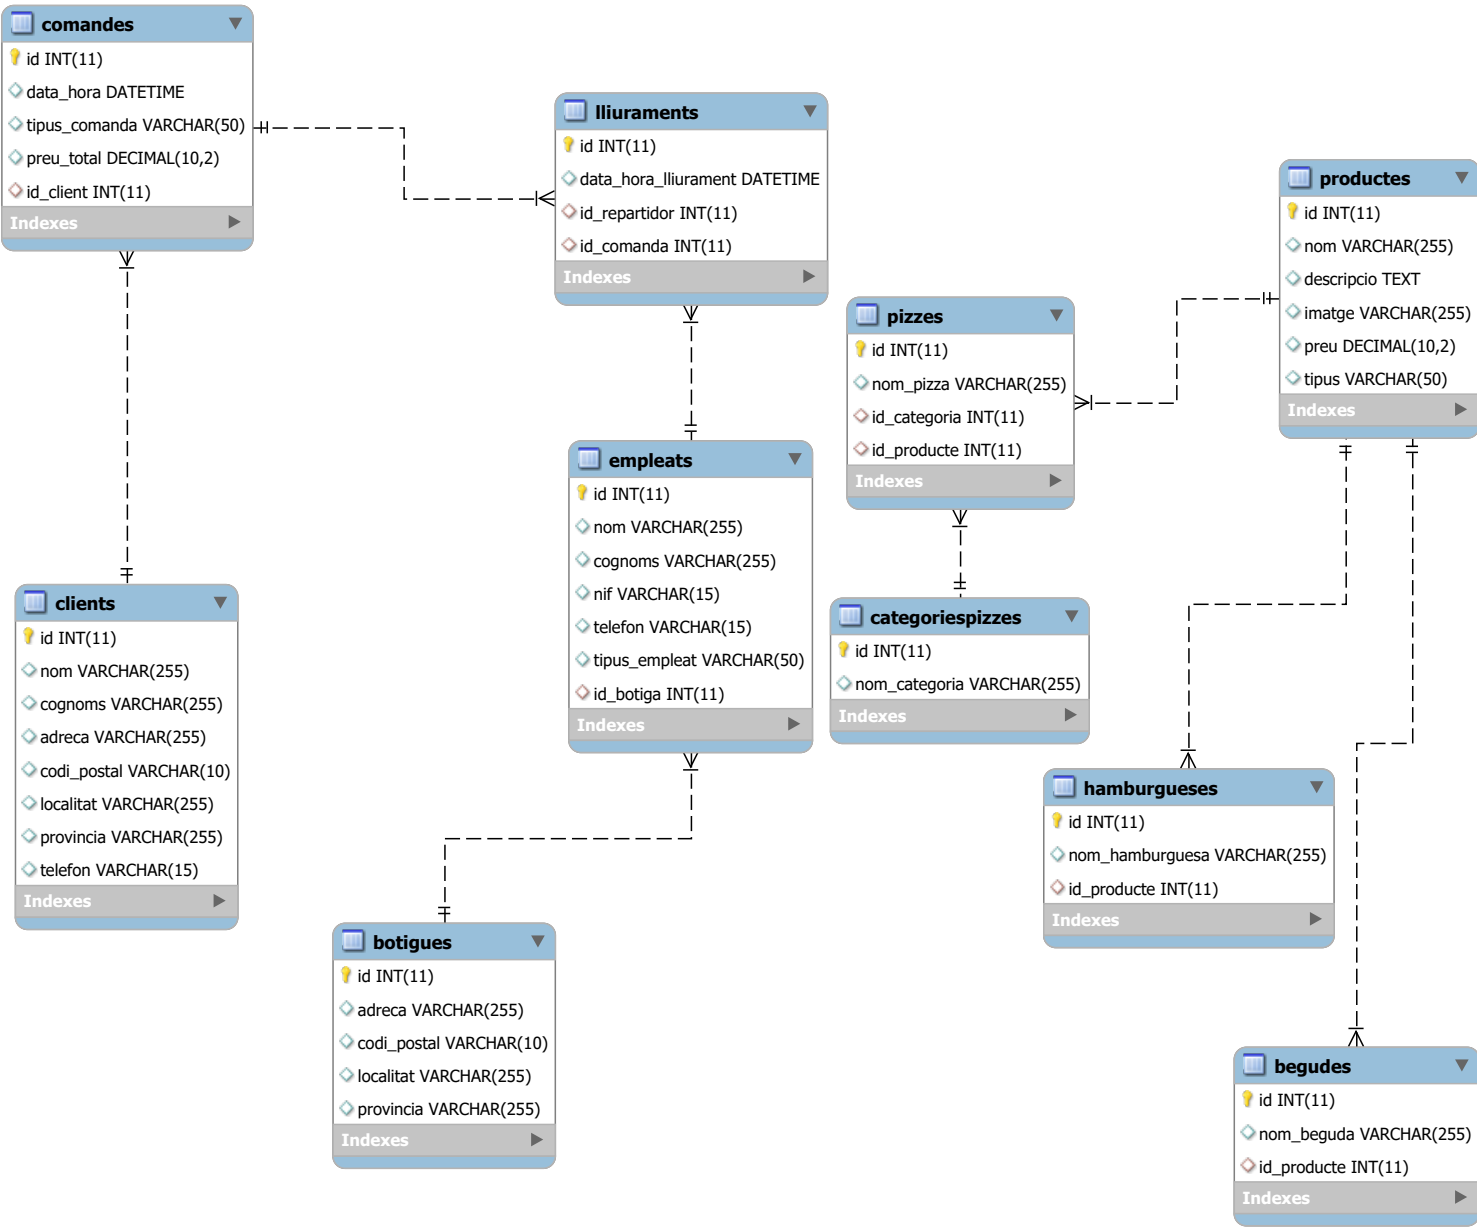 comandes
id INT(11)
data_hora DATETIME
tipus_comanda VARCHAR(50)
preu_total DECIMAL(10,2)
id_client INT(11)
Indexes
lliuraments
id INT(11)
data_hora_lliurament DATETIME
id_repartidor INT(11)
id_comanda INT(11)
Indexes
productes
id INT(11)
nom VARCHAR(255)
descripcio TEXT
imatge VARCHAR(255)
preu DECIMAL(10,2)
tipus VARCHAR(50)
Indexes
pizzes
id INT(11)
nom_pizza VARCHAR(255)
id_categoria INT(11)
id_producte INT(11)
Indexes
empleats
id INT(11)
nom VARCHAR(255)
cognoms VARCHAR(255)
nif VARCHAR(15)
telefon VARCHAR(15)
tipus_empleat VARCHAR(50)
id_botiga INT(11)
Indexes
clients
id INT(11)
nom VARCHAR(255)
cognoms VARCHAR(255)
adreca VARCHAR(255)
codi_postal VARCHAR(10)
localitat VARCHAR(255)
provincia VARCHAR(255)
telefon VARCHAR(15)
Indexes
categoriespizzes
id INT(11)
nom_categoria VARCHAR(255)
Indexes
hamburgueses
id INT(11)
nom_hamburguesa VARCHAR(255)
id_producte INT(11)
Indexes
botigues
id INT(11)
adreca VARCHAR(255)
codi_postal VARCHAR(10)
localitat VARCHAR(255)
provincia VARCHAR(255)
Indexes
begudes
id INT(11)
nom_beguda VARCHAR(255)
id_producte INT(11)
Indexes